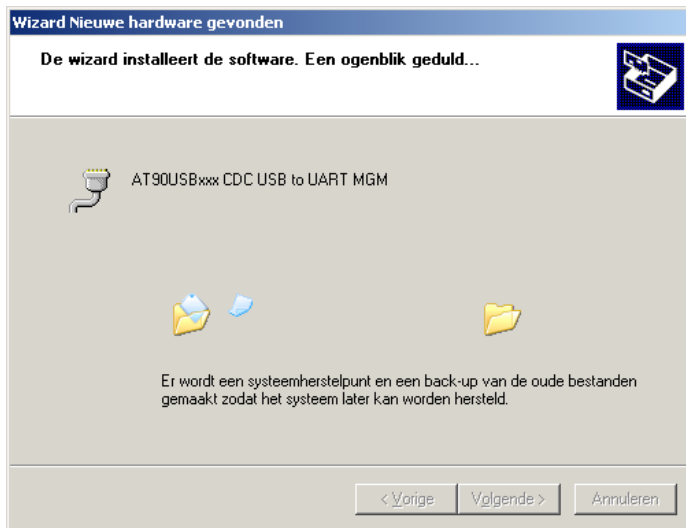 Wizard Nieuwe hardware gevonden
De wizard installeert de software. Een ogenblik geduld...
AT90USBxxx CDC USB to UART MGM
Er wordt een systeemherstelpunt en een back-up van de oude bestanden
gemaakt zodat het systeem later kan worden hersteld.
< Vorige
Volgende >
Annuleren